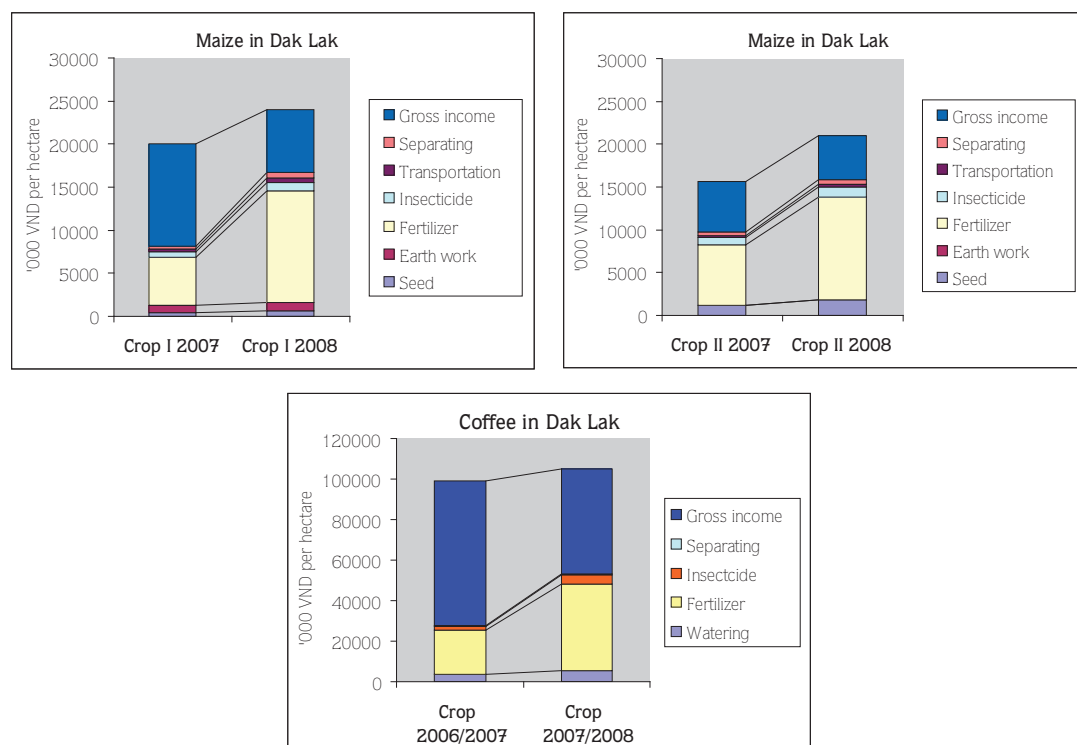 Maize in Dak Lak
'000 VND per hectare
30000
25000
20000
15000
10000
5000
0
Crop I 2007
Crop I 2008
Gross income
Separating
Transportation
Insecticide
Fertilizer
Earth work
Seed
Maize in Dak Lak
'000 VND per hectare
30000
25000
20000
15000
10000
5000
0
Crop II 2007
Crop II 2008
Gross income
Separating
Transportation
Insecticide
Fertilizer
Earth work
Seed
Coffee in Dak Lak
'000 VND per hectare
120000
100000
80000
60000
40000
20000
0
Crop
2006/2007
Crop
2007/2008
Gross income
Separating
Insectcide
Fertilizer
Watering